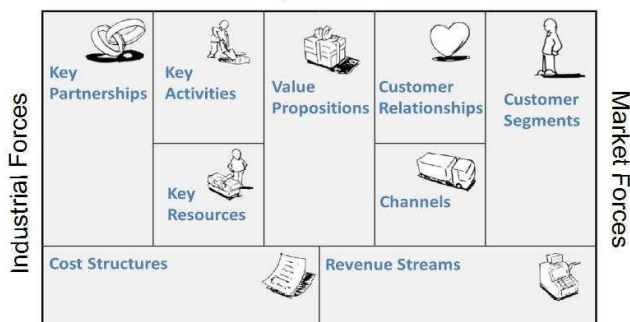 Industrial Forces
Key
Partnerships
Key
Activities
Key
Resources
Value
Propositions
Customer
Relationships
Channels
Customer
Segments
Cost Structures
Revenue Streams
Market Forces